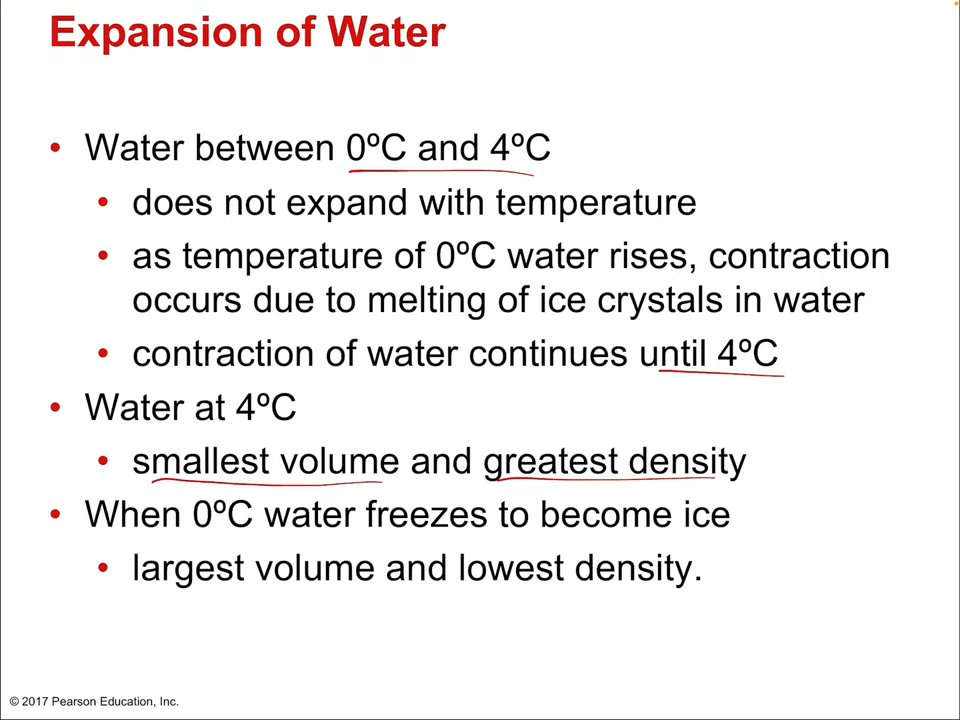 Expansion of Water
• Water between 0ºC and 4ºC
• does not expand with temperature
• as temperature of 0ºC water rises, contraction
occurs due to melting of ice crystals in water
• contraction of water continues until 4ºC
• Water at 4ºC
• smallest volume and greatest density
• When 0ºC water freezes to become ice
• largest volume and lowest density.
© 2017 Pearson Education, Inc.